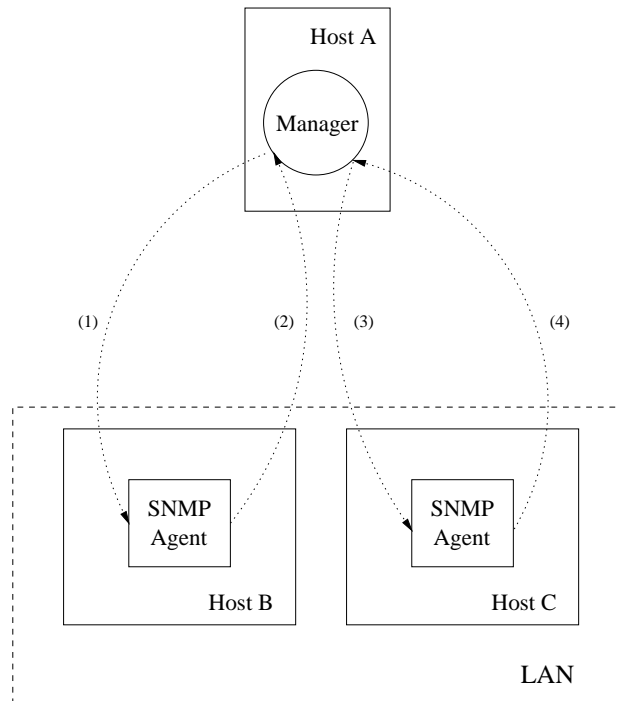 Host A
Manager
(1)
(2)
(3)
(4)
SNMP
Agent
Host B
SNMP
Agent
Host C
LAN